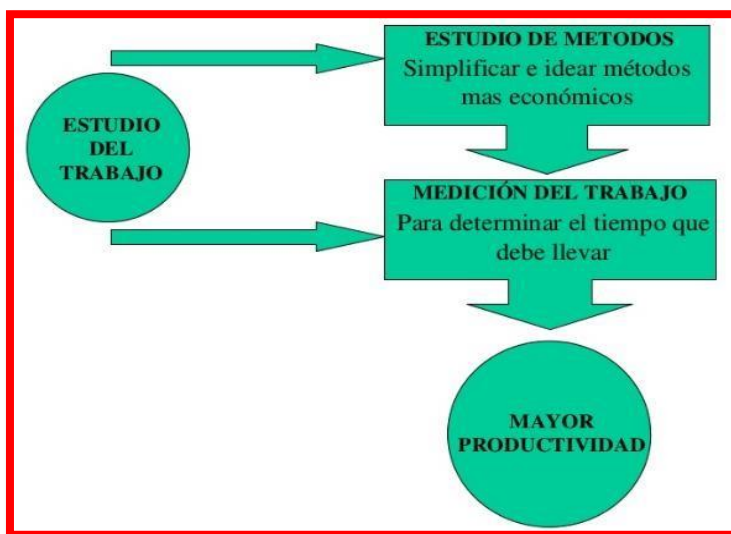 ESTUDIO
DEL
TRABAJO
ESTUDIO DE METODOS
Simplificar e idear métodos
mas económicos
MEDICIÓN DEL TRABAJO
Para determinar el tiempo que
debe llevar
MAYOR
PRODUCTIVIDAD